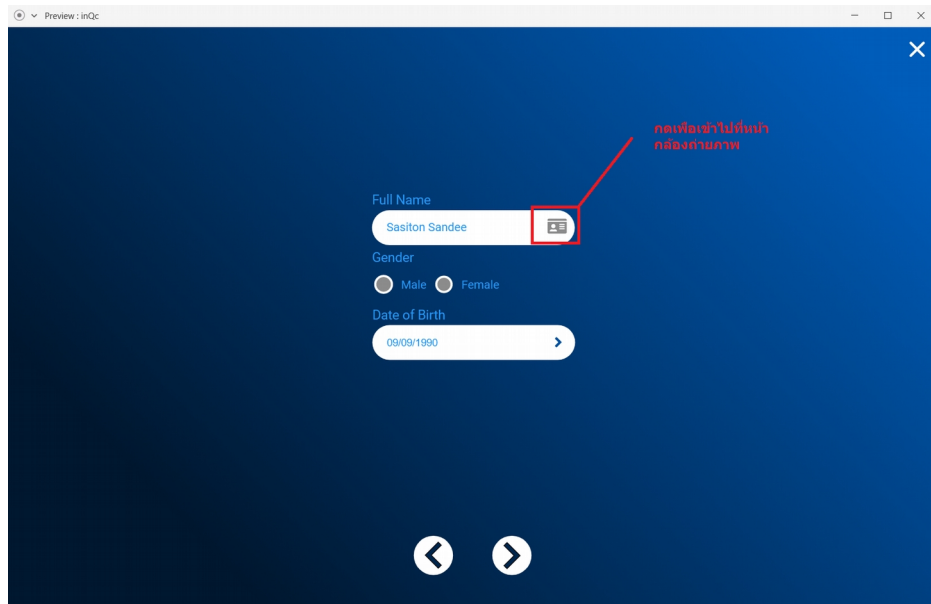 Preview : inQc
กดเพื่อเข้าไปที่หน้า
กล้องถ่ายภาพ
Full Name
Sasiton Sandee
Gender
Male Female
Date of Birth
09/09/1990